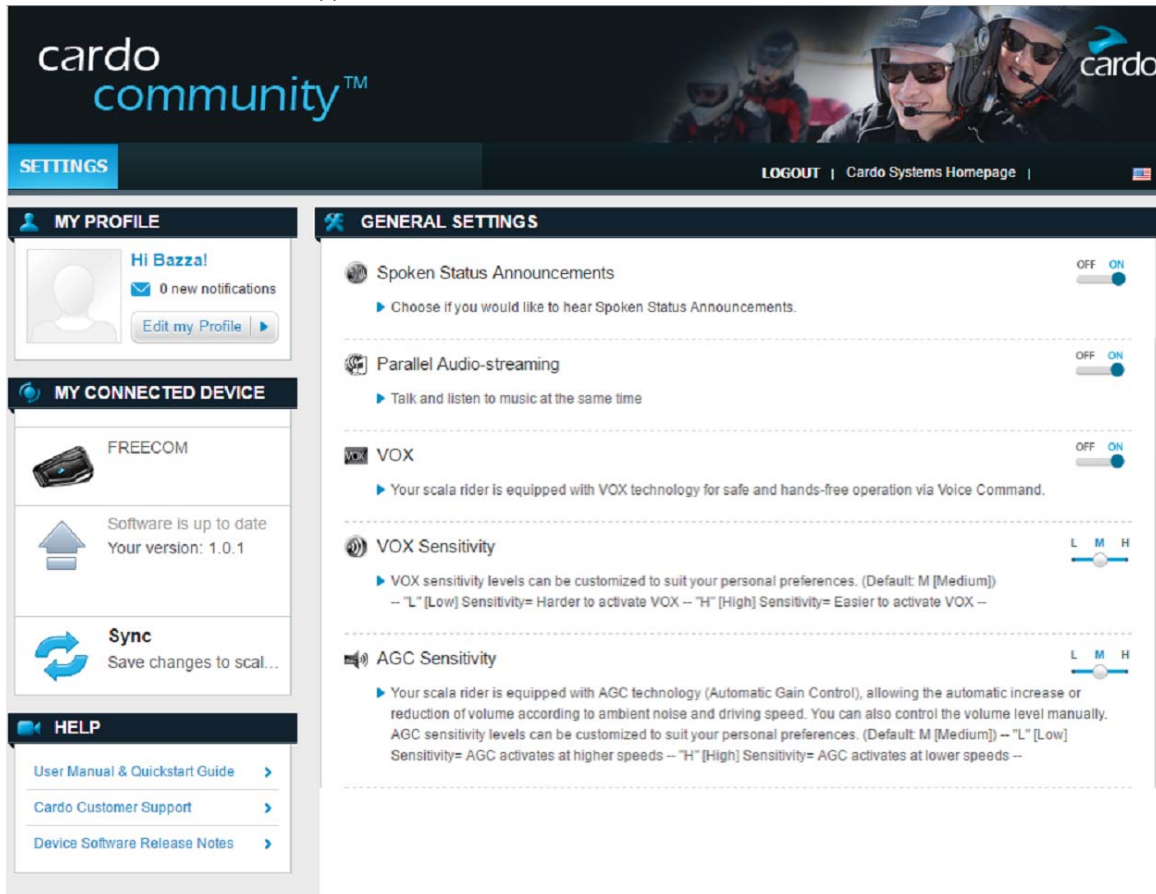 cardo
community™
cardo
SETTINGS
LOGOUT | Cardo Systems Homepage |
MY PROFILE
Hi Bazza!
0 new notifications
Edit my Profile
MY CONNECTED DEVICE
FREECOM
Software is up to date
Your version: 1.0.1
Sync
Save changes to scal...
HELP
User Manual & Quickstart Guide
Cardo Customer Support
Device Software Release Notes
GENERAL SETTINGS
Spoken Status Announcements
OFF ON
Choose if you would like to hear Spoken Status Announcements.
Parallel Audio-streaming
OFF ON
Talk and listen to music at the same time
VOX VOX
OFF ON
Your scala rider is equipped with VOX technology for safe and hands-free operation via Voice Command.
VOX Sensitivity
L M H
VOX sensitivity levels can be customized to suit your personal preferences. (Default: M [Medium])
-- "L" [Low] Sensitivity= Harder to activate VOX -- "H" [High] Sensitivity= Easier to activate VOX --
AGC Sensitivity
L M H
Your scala rider is equipped with AGC technology (Automatic Gain Control), allowing the automatic increase or
reduction of volume according to ambient noise and driving speed. You can also control the volume level manually.
AGC sensitivity levels can be customized to suit your personal preferences. (Default: M [Medium]) -- "L" [Low]
Sensitivity= AGC activates at higher speeds -- "H" [High] Sensitivity= AGC activates at lower speeds --